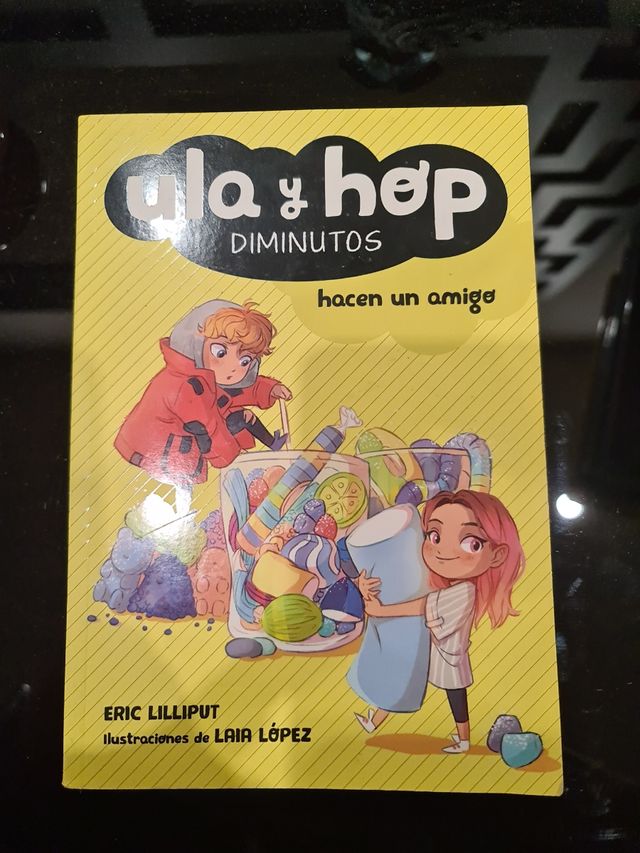 ula y hop
DIMINUTOS
hacen un amigo
ERIC LILLIPUT
Ilustraciones de LAIA LÓPEZ